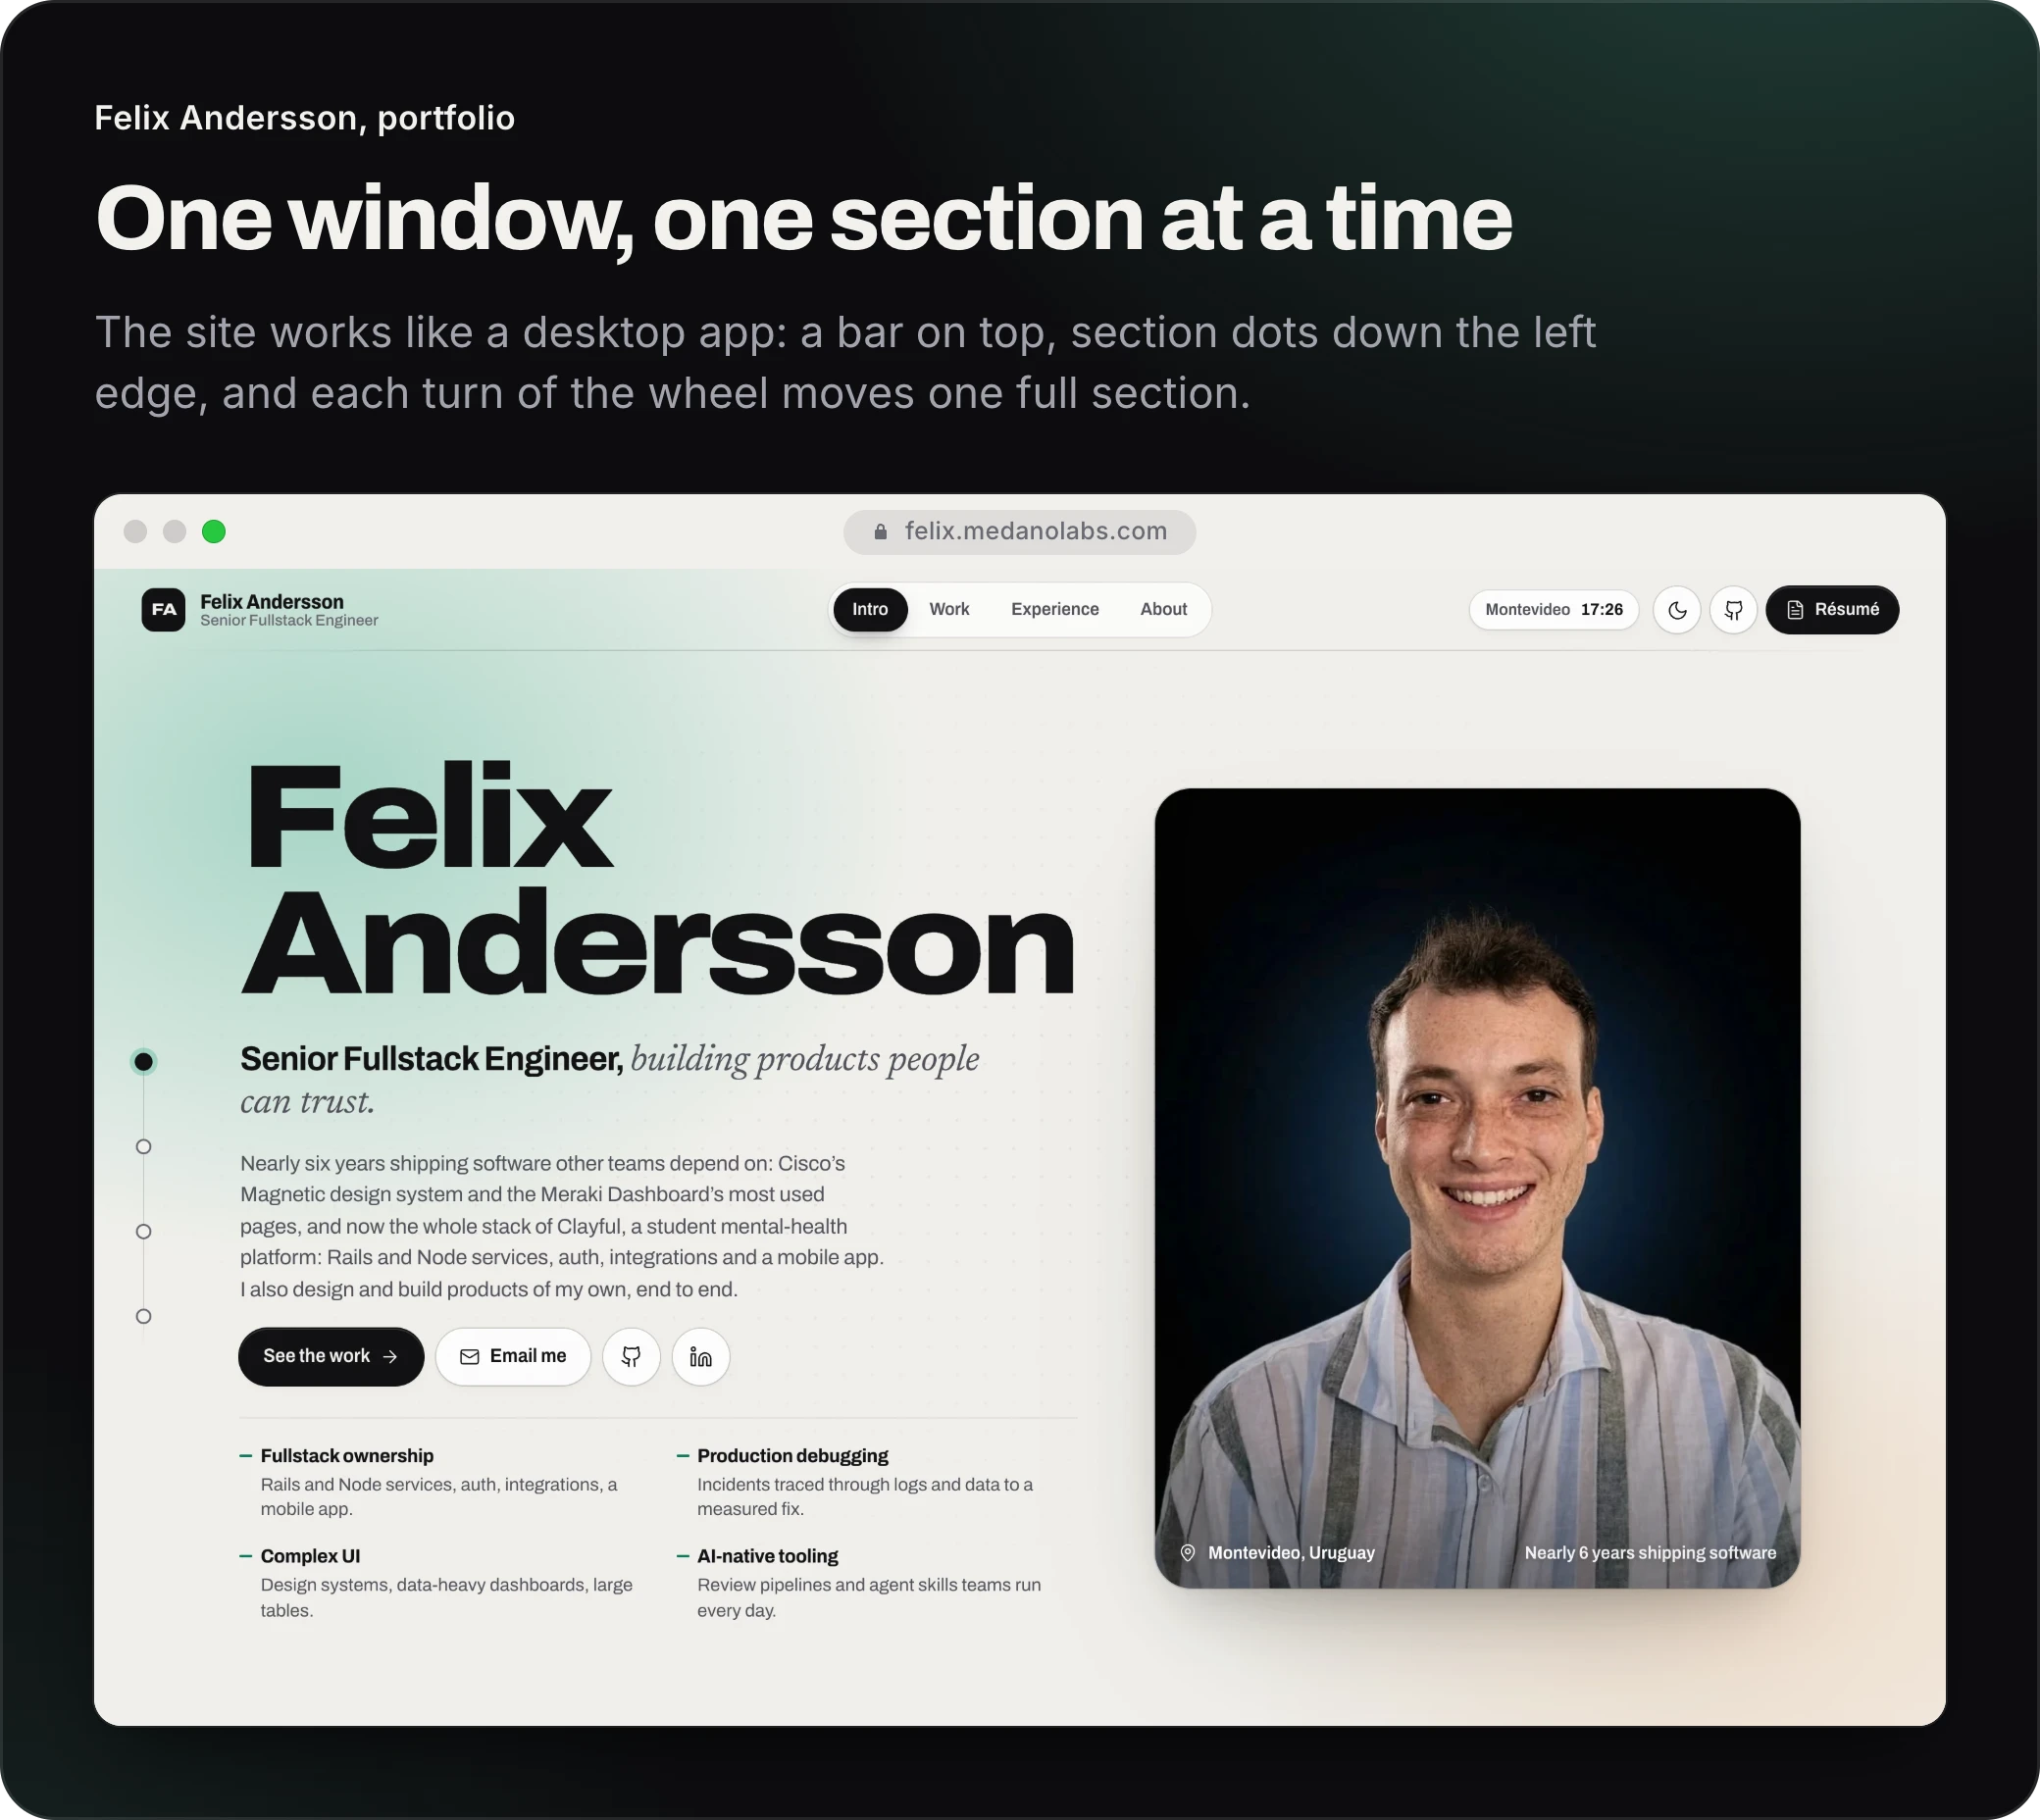 Felix Andersson, portfolio
One window, one section at a time
The site works like a desktop app: a bar on top, section dots down the left
edge, and each turn of the wheel moves one full section.
felix.medanolabs.com
FA
Felix Andersson
Senior Fullstack Engineer
Intro
Work
Experience
About
Montevideo 17:26
Résumé
Felix
Andersson
Senior Fullstack Engineer, building products people
can trust.
Nearly six years shipping software other teams depend on: Cisco’s
Magnetic design system and the Meraki Dashboard’s most used
pages, and now the whole stack of Clayful, a student mental-health
platform: Rails and Node services, auth, integrations and a mobile app.
I also design and build products of my own, end to end.
See the work →
Email me
in
Fullstack ownership
Rails and Node services, auth, integrations, a
mobile app.
Production debugging
Incidents traced through logs and data to a
measured fix.
Complex UI
Design systems, data-heavy dashboards, large
tables.
AI-native tooling
Review pipelines and agent skills teams run
every day.
Montevideo, Uruguay
Nearly 6 years shipping software